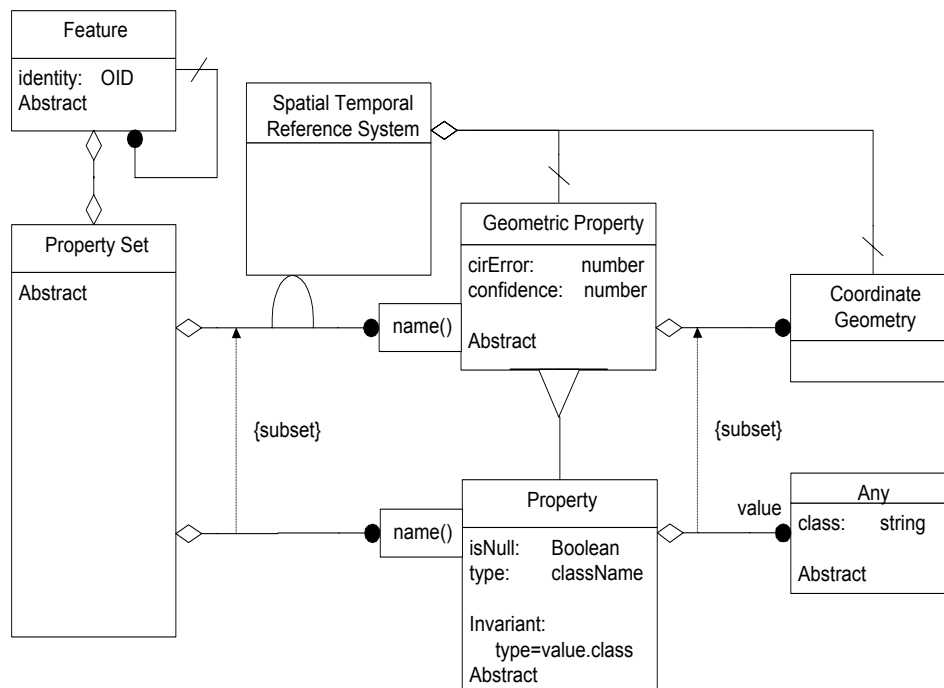 Feature
identity: OID
Abstract
Spatial Temporal
Reference System
Geometric Property
cirError: number
confidence: number
Abstract
Property Set
Abstract
name()
Coordinate
Geometry
{subset}
{subset}
name()
Property
isNull: Boolean
type: className
Invariant:
type=value.class
Abstract
value
Any
class: string
Abstract